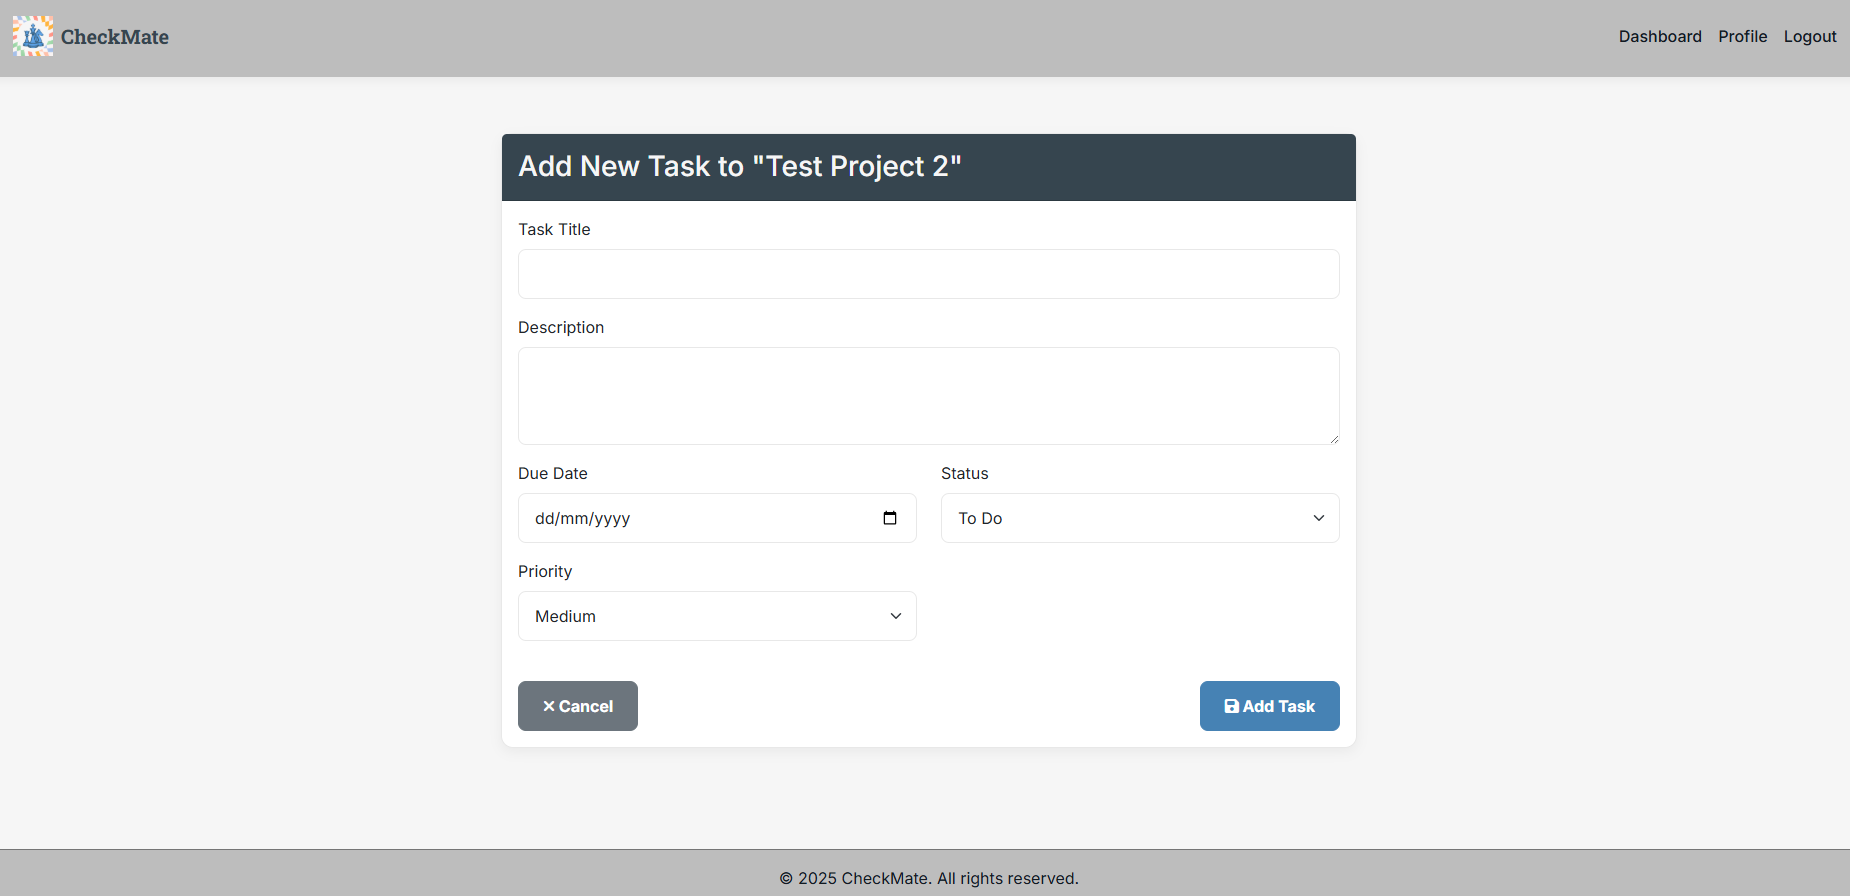 CheckMate
Dashboard Profile Logout
Add New Task to "Test Project 2"
Task Title
Description
Due Date Status
dd/mm/yyyy To Do
Priority
Medium
Cancel Add Task
© 2025 CheckMate. All rights reserved.